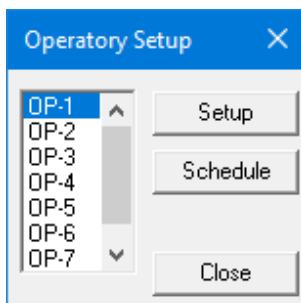 Operatory Setup
OP-1
OP-2
OP-3
OP-4
OP-5
OP-6
OP-7
Setup
Schedule
Close